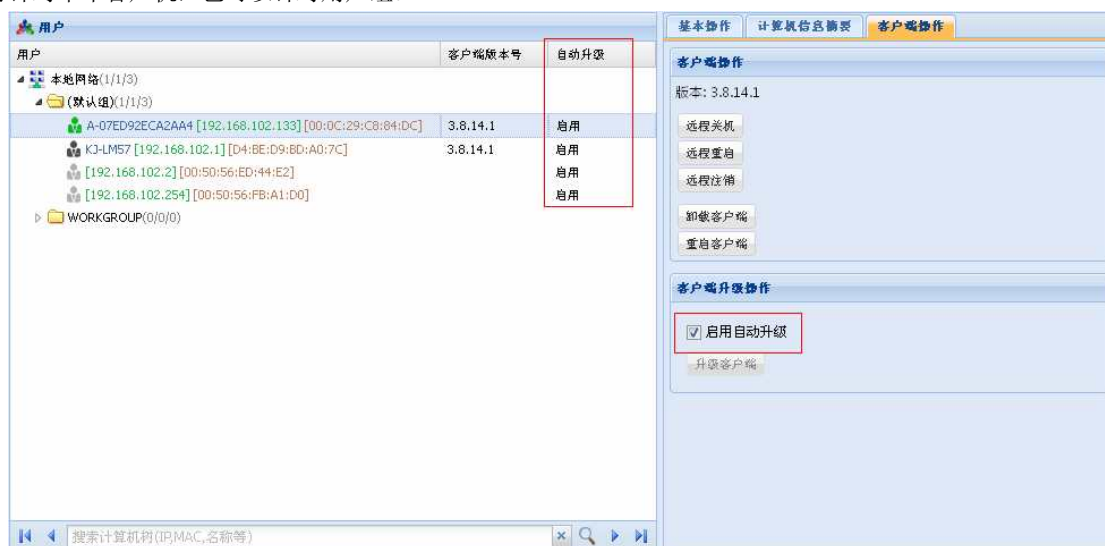 用户
用户 客户端版本号 自动升级
本地网络(1/1/3)
(默认组)(1/1/3)
A-07ED92ECA2AA4 [192.168.102.133][00:0C:29:C8:84:DC] 3.8.14.1 启用
KJ-LM57 [192.168.102.1][D4:BE:D9:BD:A0:7C] 3.8.14.1 启用
[192.168.102.2][00:50:56:ED:44:E2] 启用
[192.168.102.254][00:50:56:FB:A1:D0] 启用
WORKGROUP(0/0/0)
搜索计算机树(IP,MAC,名称等)
基本操作 计算机信息摘要 客户端操作
客户端操作
版本: 3.8.14.1
远程关机
远程重启
远程注销
卸载客户端
重启客户端
客户端升级操作
启用自动升级
升级客户端